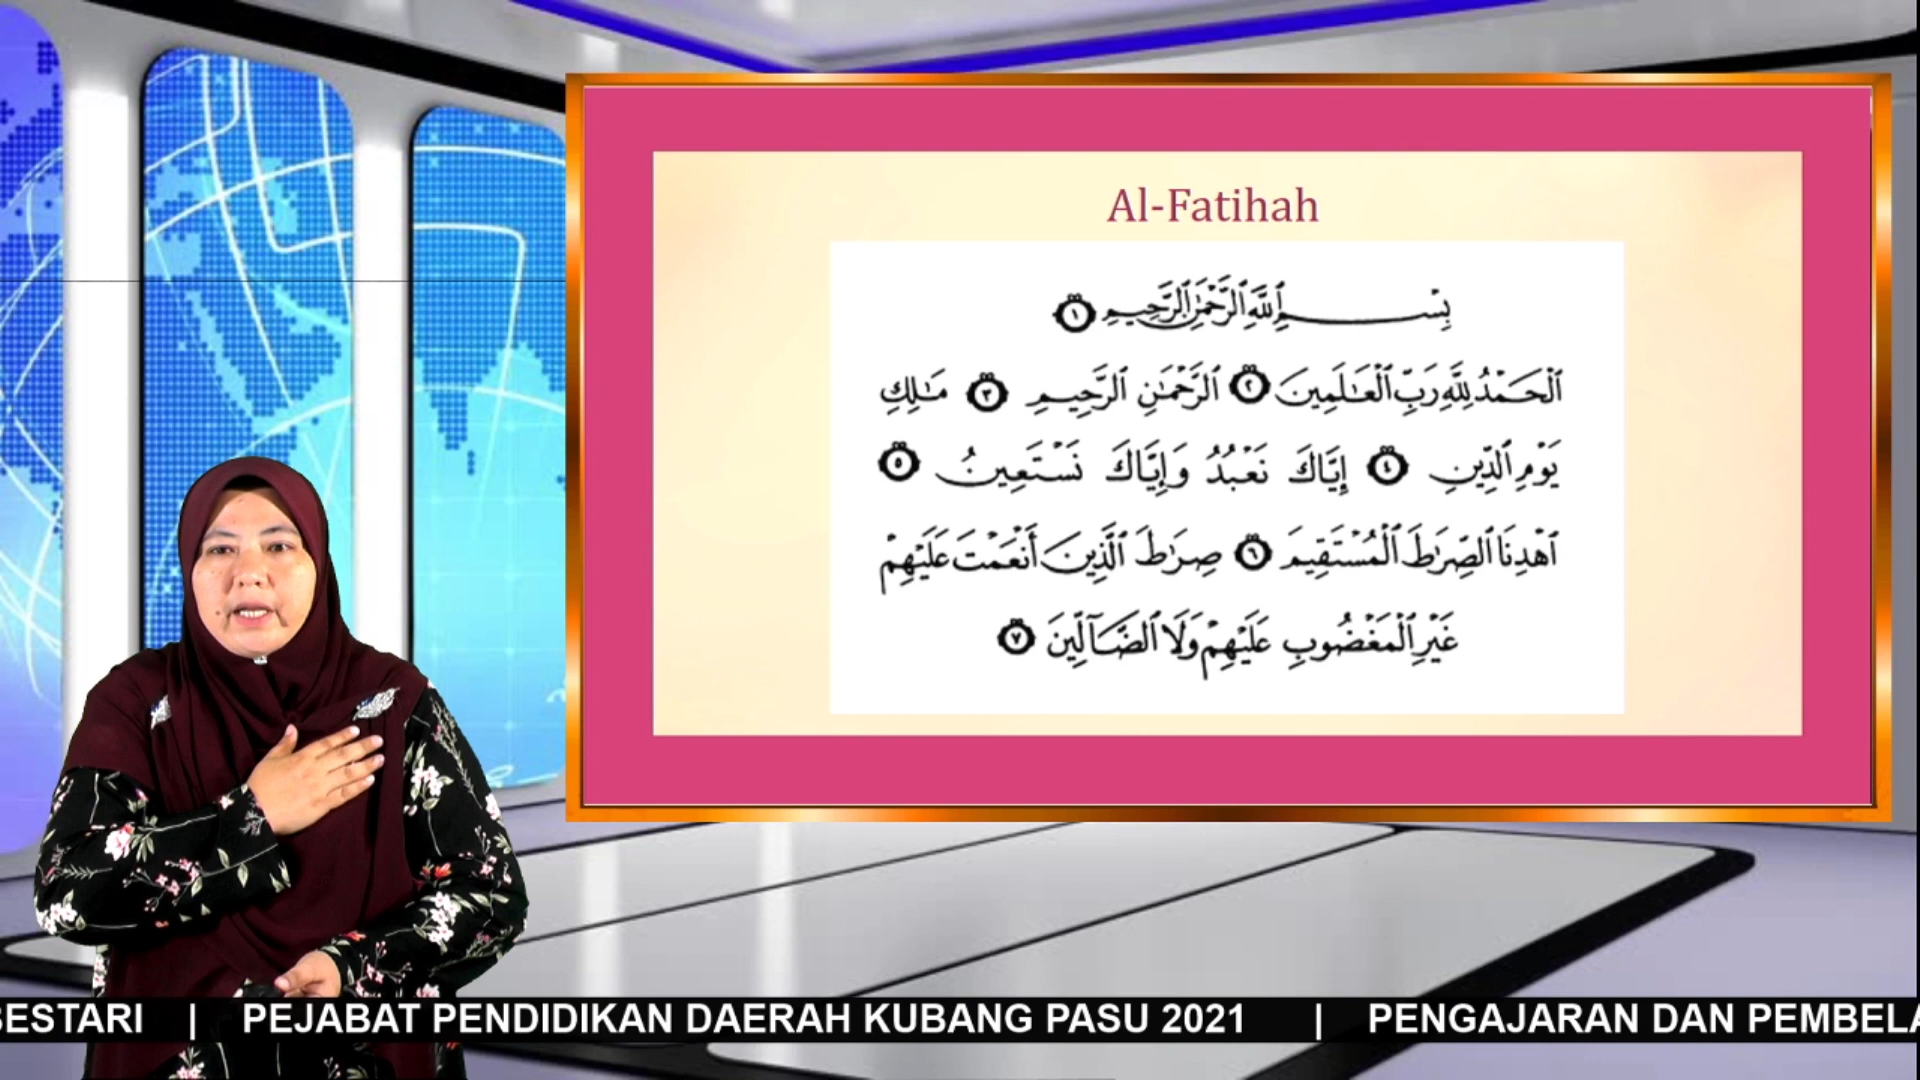 Al-Fatihah
بِسْمِ ٱللَّهِ ٱلرَّحْمَٰنِ ٱلرَّحِيمِ ١
ٱلْحَمْدُ لِلَّهِ رَبِّ ٱلْعَٰلَمِينَ ٢ ٱلرَّحْمَٰنِ ٱلرَّحِيمِ ٣ مَٰلِكِ
يَوْمِ ٱلدِّينِ ٤ إِيَّاكَ نَعْبُدُ وَإِيَّاكَ نَسْتَعِينُ ٥
ٱهْدِنَا ٱلصِّرَٰطَ ٱلْمُسْتَقِيمَ ٦ صِرَٰطَ ٱلَّذِينَ أَنْعَمْتَ عَلَيْهِمْ
غَيْرِ ٱلْمَغْضُوبِ عَلَيْهِمْ وَلَا ٱلضَّآلِّينَ ٧
BESTARI | PEJABAT PENDIDIKAN DAERAH KUBANG PASU 2021 | PENGAJARAN DAN PEMBELA